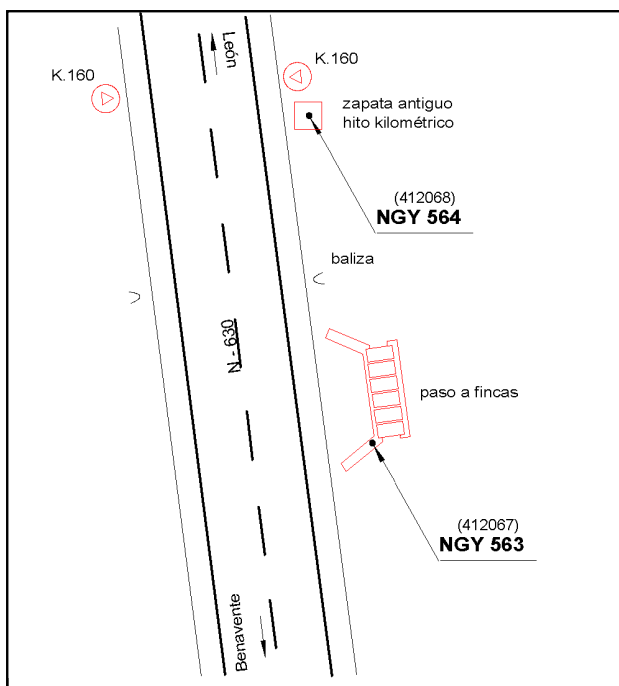 León
K.160
K.160
zapata antiguo
hito kilométrico
(412068)
NGY 564
baliza
N - 630
paso a fincas
(412067)
NGY 563
Benavente